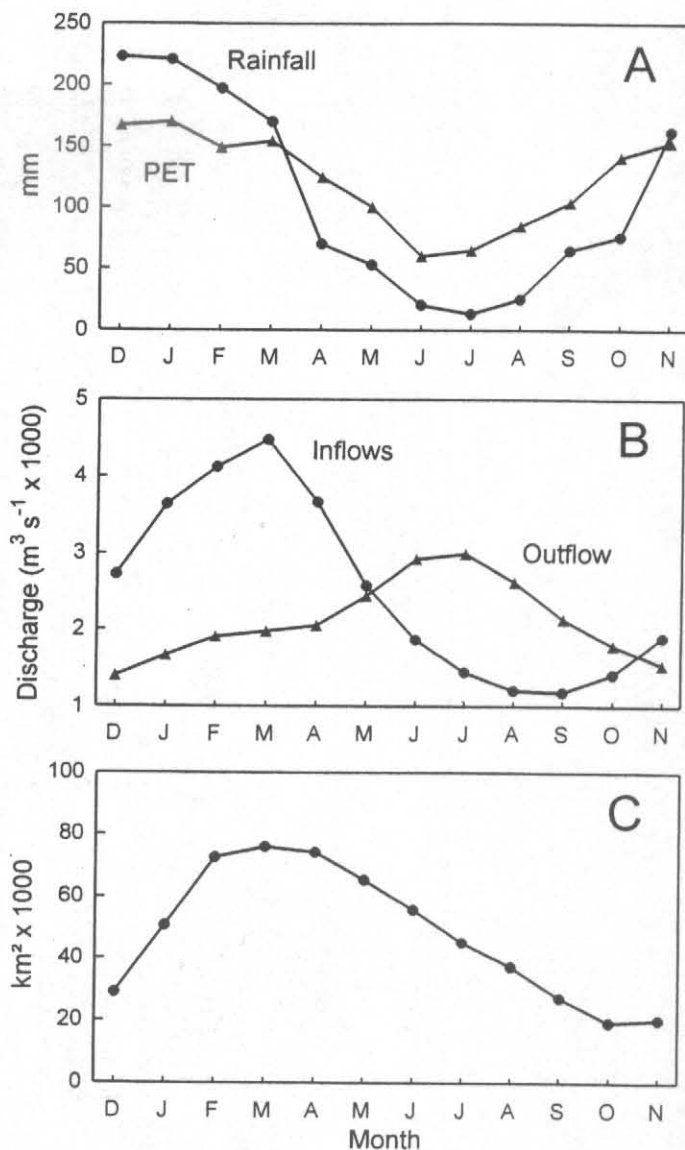 250
200
150
100
50
0
mm
Rainfall
PET
A
D J F M A M J J A S O N
5
4
3
2
1
Discharge (m³ s⁻¹ x 1000)
Inflows
Outflow
B
D J F M A M J J A S O N
100
80
60
40
20
0
km² x 1000
C
D J F M A M J J A S O N
Month